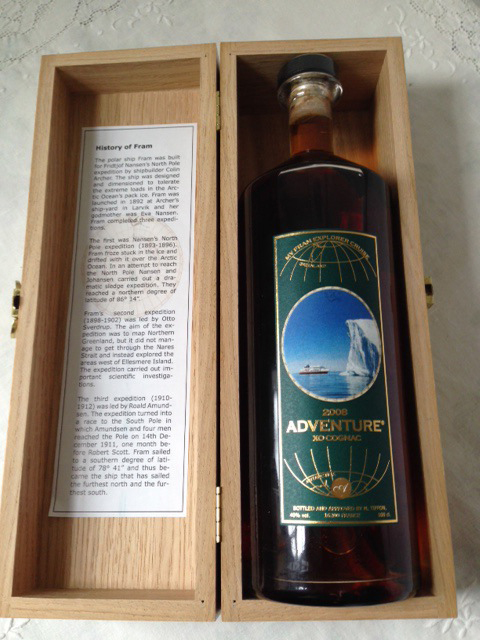 History of Fram
The polar ship Fram was built
for Fridtjof Nansen's North Pole
expedition by shipbuilder Colin
Archer. The ship was designed
and dimensioned to tolerate
the extreme loads in the Arc-
tic Ocean's pack ice. Fram was
launched in 1892 at Archer's
ship-yard in Larvik and her
godmother was Eva Nansen.
Fram completed three expedi-
tions.
The first was Nansen's North
Pole expedition (1893-1896).
Fram froze stuck in the ice and
drifted with it over the Arctic
Ocean. In an attempt to reach
the North Pole Nansen and
Johansen carried out a dra-
matic sledge expedition. They
reached a northern degree of
latitude of 86° 14".
Fram's second expedition
(1898-1902) was led by Otto
Sverdrup. The aim of the ex-
pedition was to map Northern
Greenland, but it did not man-
age to get through the Nares
Strait and instead explored the
areas west of Ellesmere Island.
The expedition carried out im-
portant scientific investiga-
tions.
The third expedition (1910-
1912) was led by Roald Amund-
sen. The expedition turned into
a race to the South Pole in
which Amundsen and four men
reached the Pole on 14th De-
cember 1911, one month be-
fore Robert Scott. Fram sailed
to a southern degree of lati-
tude of 78° 41" and thus be-
came the ship that has sailed
the furthest north and the fur-
thest south.
MV FRAM EXPLORER CRUISE
2008
ADVENTURE
XO COGNAC
BOTTLED AND APPROVED BY H. TIFFON,
40% vol. FRANCE